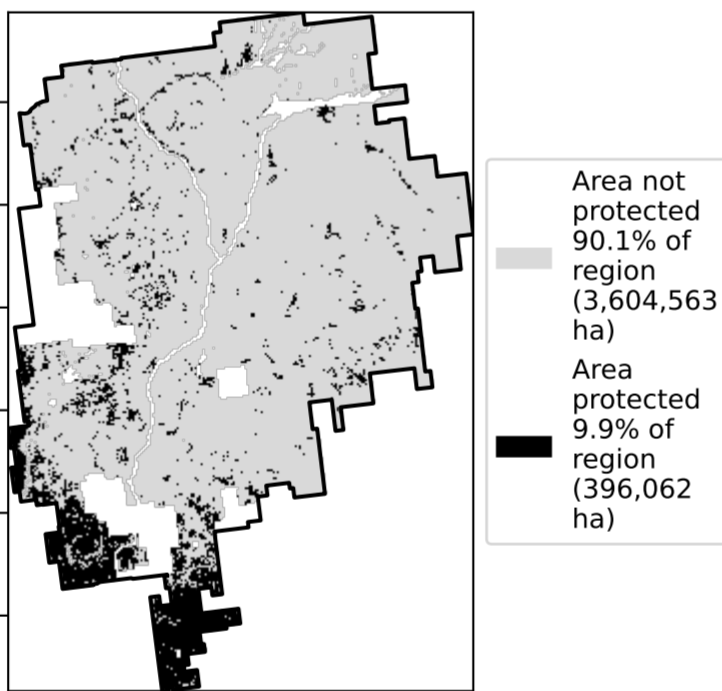 Area not
protected
90.1% of
region
(3,604,563
ha)
Area
protected
9.9% of
region
(396,062
ha)